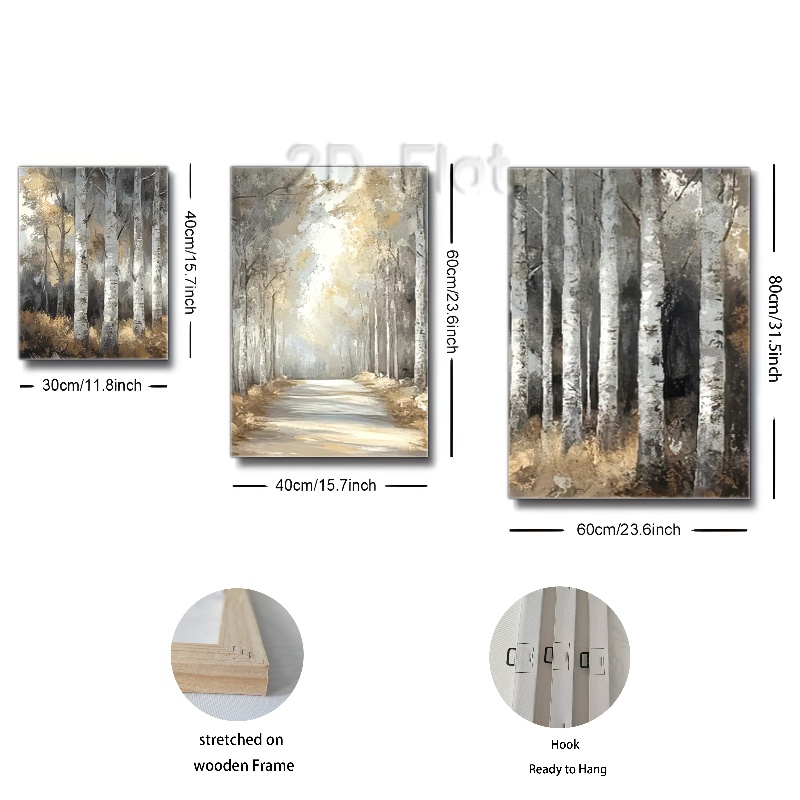 2D Flat
40cm/15.7inch
30cm/11.8inch
60cm/23.6inch
40cm/15.7inch
80cm/31.5inch
60cm/23.6inch
stretched on
wooden Frame
Hook
Ready to Hang